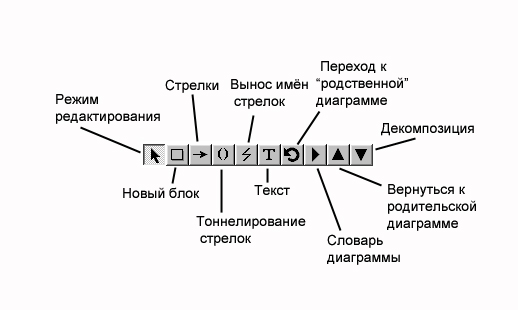 Переход к
“родственной”
диаграмме
Стрелки
Вынос имён
стрелок
Режим
редактирования
Декомпозиция
( )
T
Новый блок
Текст
Вернуться к
родительской
диаграмме
Тоннелирование
стрелок
Словарь
диаграммы